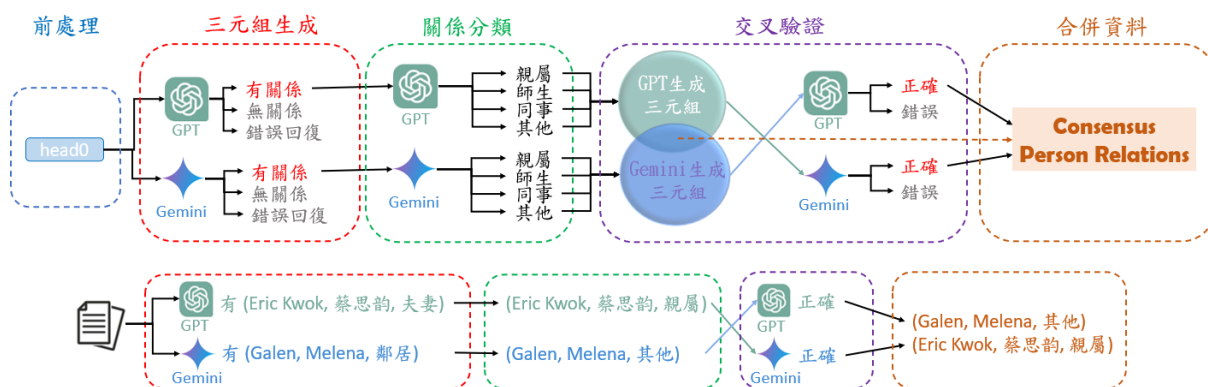 前處理
三元組生成
關係分類
交叉驗證
合併資料
head0
GPT
有關係
無關係
錯誤回復
Gemini
有關係
無關係
錯誤回復
GPT
親屬
師生
同事
其他
Gemini
親屬
師生
同事
其他
GPT生成
三元組
Gemini生成
三元組
GPT
正確
錯誤
Gemini
正確
錯誤
Consensus
Person Relations
GPT
有 (Eric Kwok, 蔡思韵, 夫妻)
Gemini
有 (Galen, Melena, 鄰居)
(Eric Kwok, 蔡思韵, 親屬)
(Galen, Melena, 其他)
GPT
正確
Gemini
正確
(Galen, Melena, 其他)
(Eric Kwok, 蔡思韵, 親屬)